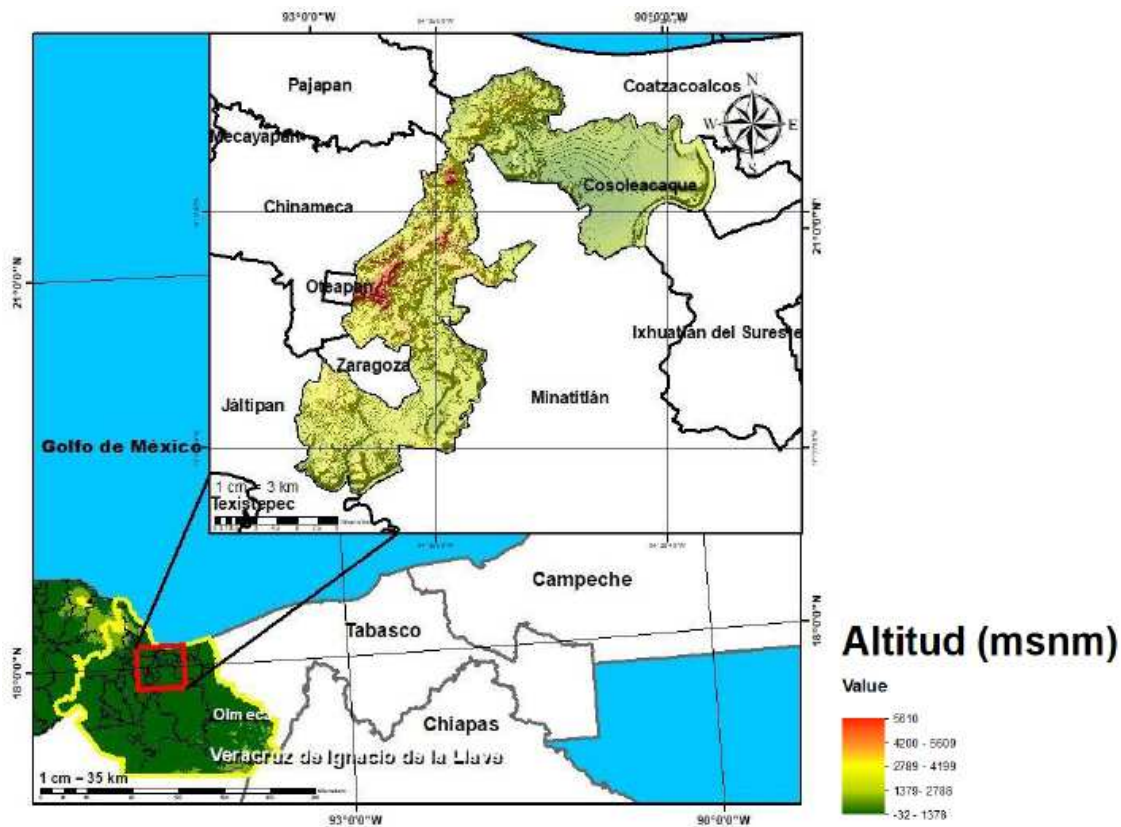 93°0'0"W
90°0'0"W
Pajapan
Coatzacoalcos
N
W
E
S
Mecayapan
Cosoleacaque
Chinameca
21°0'0"N
21°0'0"N
Oteapan
Ixhuatlán del Sureste
Zaragoza
Minatitlán
Jáltipan
Golfo de México
1 cm = 3 km
Texistepec
Campeche
Tabasco
18°0'0"N
18°0'0"N
Olmeca
Chiapas
Veracruz de Ignacio de la Llave
1 cm = 35 km
93°0'0"W
90°0'0"W
Altitud (msnm)
Value
5610
4200 - 5609
2789 - 4199
1379 - 2788
-32 - 1378